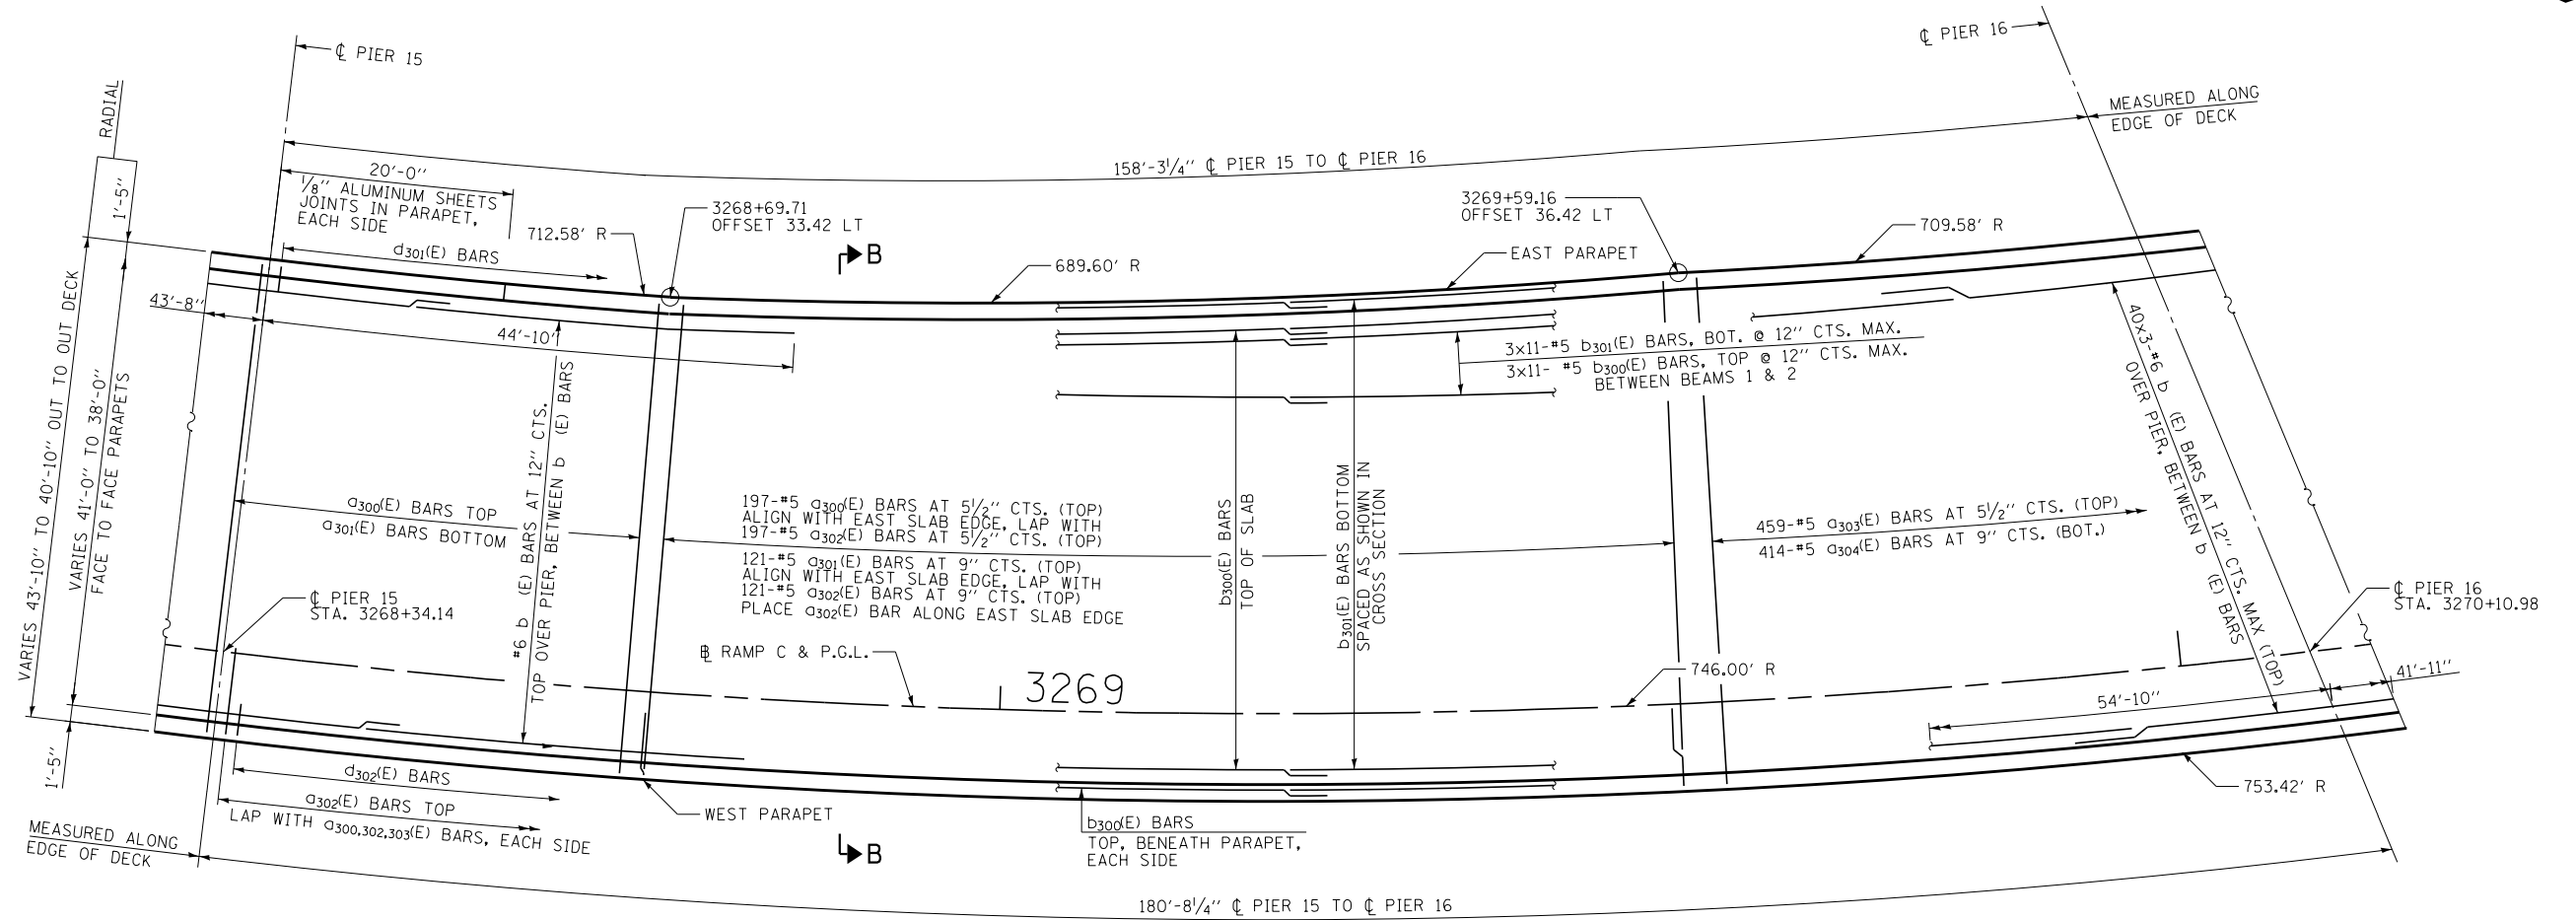 ℄ PIER 15
℄ PIER 16
MEASURED ALONG
EDGE OF DECK
RADIAL
1'-5"
158'-3 1/4" ℄ PIER 15 TO ℄ PIER 16
20'-0"
1/8" ALUMINUM SHEETS
JOINTS IN PARAPET,
EACH SIDE
d301(E) BARS
712.58' R
3268+69.71
OFFSET 33.42 LT
B
689.60' R
EAST PARAPET
3269+59.16
OFFSET 36.42 LT
709.58' R
43'-8"
44'-10"
VARIES 43'-10" TO 40'-10" OUT TO OUT DECK
VARIES 41'-0" TO 38'-0"
FACE TO FACE PARAPETS
3x11-#5 b301(E) BARS, BOT. @ 12" CTS. MAX.
3x11- #5 b300(E) BARS, TOP @ 12" CTS. MAX.
BETWEEN BEAMS 1 & 2
40x3-#6 b (E) BARS AT 12" CTS. MAX (TOP)
OVER PIER, BETWEEN b (E) BARS
a300(E) BARS TOP
a301(E) BARS BOTTOM
#6 b (E) BARS AT 12" CTS.
TOP OVER PIER, BETWEEN b (E) BARS
197-#5 a300(E) BARS AT 5 1/2" CTS. (TOP)
ALIGN WITH EAST SLAB EDGE, LAP WITH
197-#5 a302(E) BARS AT 5 1/2" CTS. (TOP)
121-#5 a301(E) BARS AT 9" CTS. (TOP)
ALIGN WITH EAST SLAB EDGE, LAP WITH
121-#5 a302(E) BARS AT 9" CTS. (TOP)
PLACE a302(E) BAR ALONG EAST SLAB EDGE
b300(E) BARS
TOP OF SLAB
b301(E) BARS BOTTOM
SPACED AS SHOWN IN
CROSS SECTION
459-#5 a303(E) BARS AT 5 1/2" CTS. (TOP)
414-#5 a304(E) BARS AT 9" CTS. (BOT.)
℄ PIER 15
STA. 3268+34.14
℄ PIER 16
STA. 3270+10.98
BL RAMP C & P.G.L.
3269
746.00' R
54'-10"
41'-11"
1'-5"
d302(E) BARS
a302(E) BARS TOP
LAP WITH a300,302,303(E) BARS, EACH SIDE
WEST PARAPET
B
b300(E) BARS
TOP, BENEATH PARAPET,
EACH SIDE
753.42' R
MEASURED ALONG
EDGE OF DECK
180'-8 1/4" ℄ PIER 15 TO ℄ PIER 16